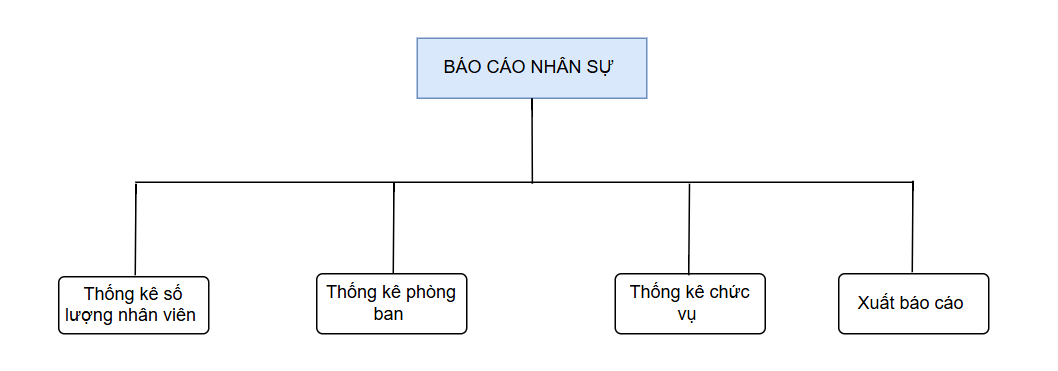 BÁO CÁO NHÂN SỰ
Thống kê số
lượng nhân viên
Thống kê phòng
ban
Thống kê chức
vụ
Xuất báo cáo